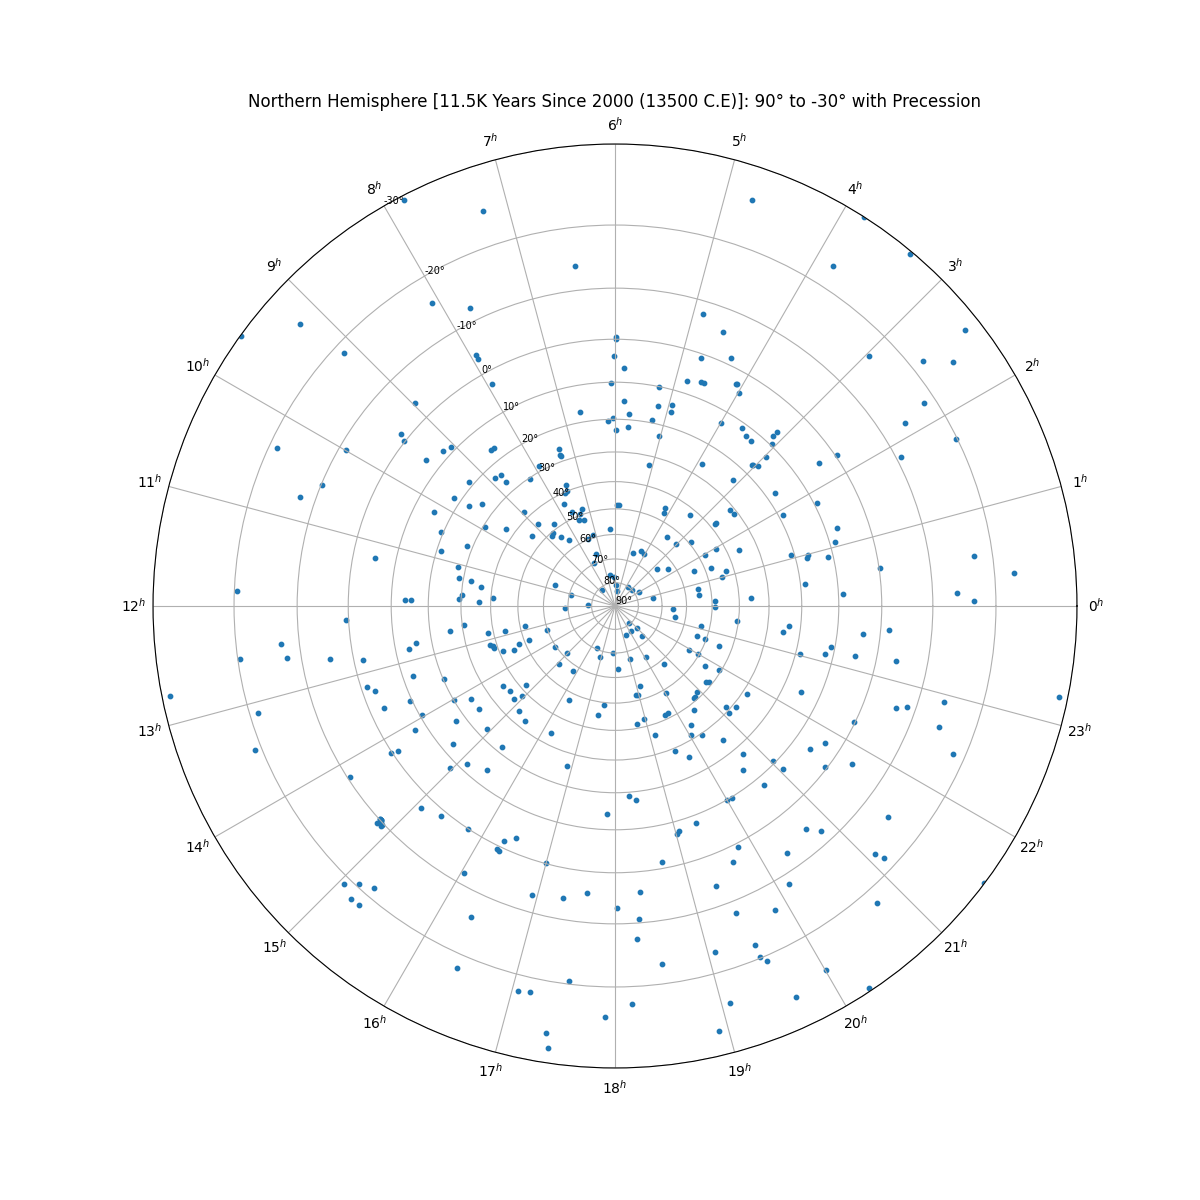 Northern Hemisphere [11.5K Years Since 2000 (13500 C.E)]: 90° to -30° with Precession
6h
7h
5h
8h
4h
-30°
9h
3h
-20°
-10°
10h
2h
0°
10°
20°
11h
1h
30°
40°
50°
60°
70°
80°
90°
12h
0h
13h
23h
14h
22h
15h
21h
16h
20h
17h
19h
18h